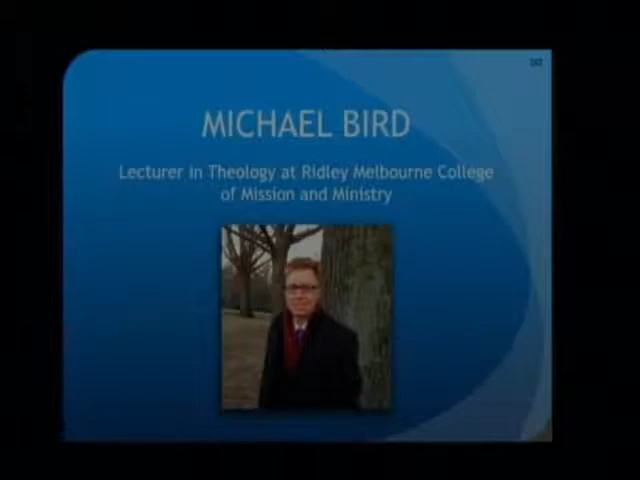 MICHAEL BIRD
Lecturer in Theology at Ridley Melbourne College
of Mission and Ministry